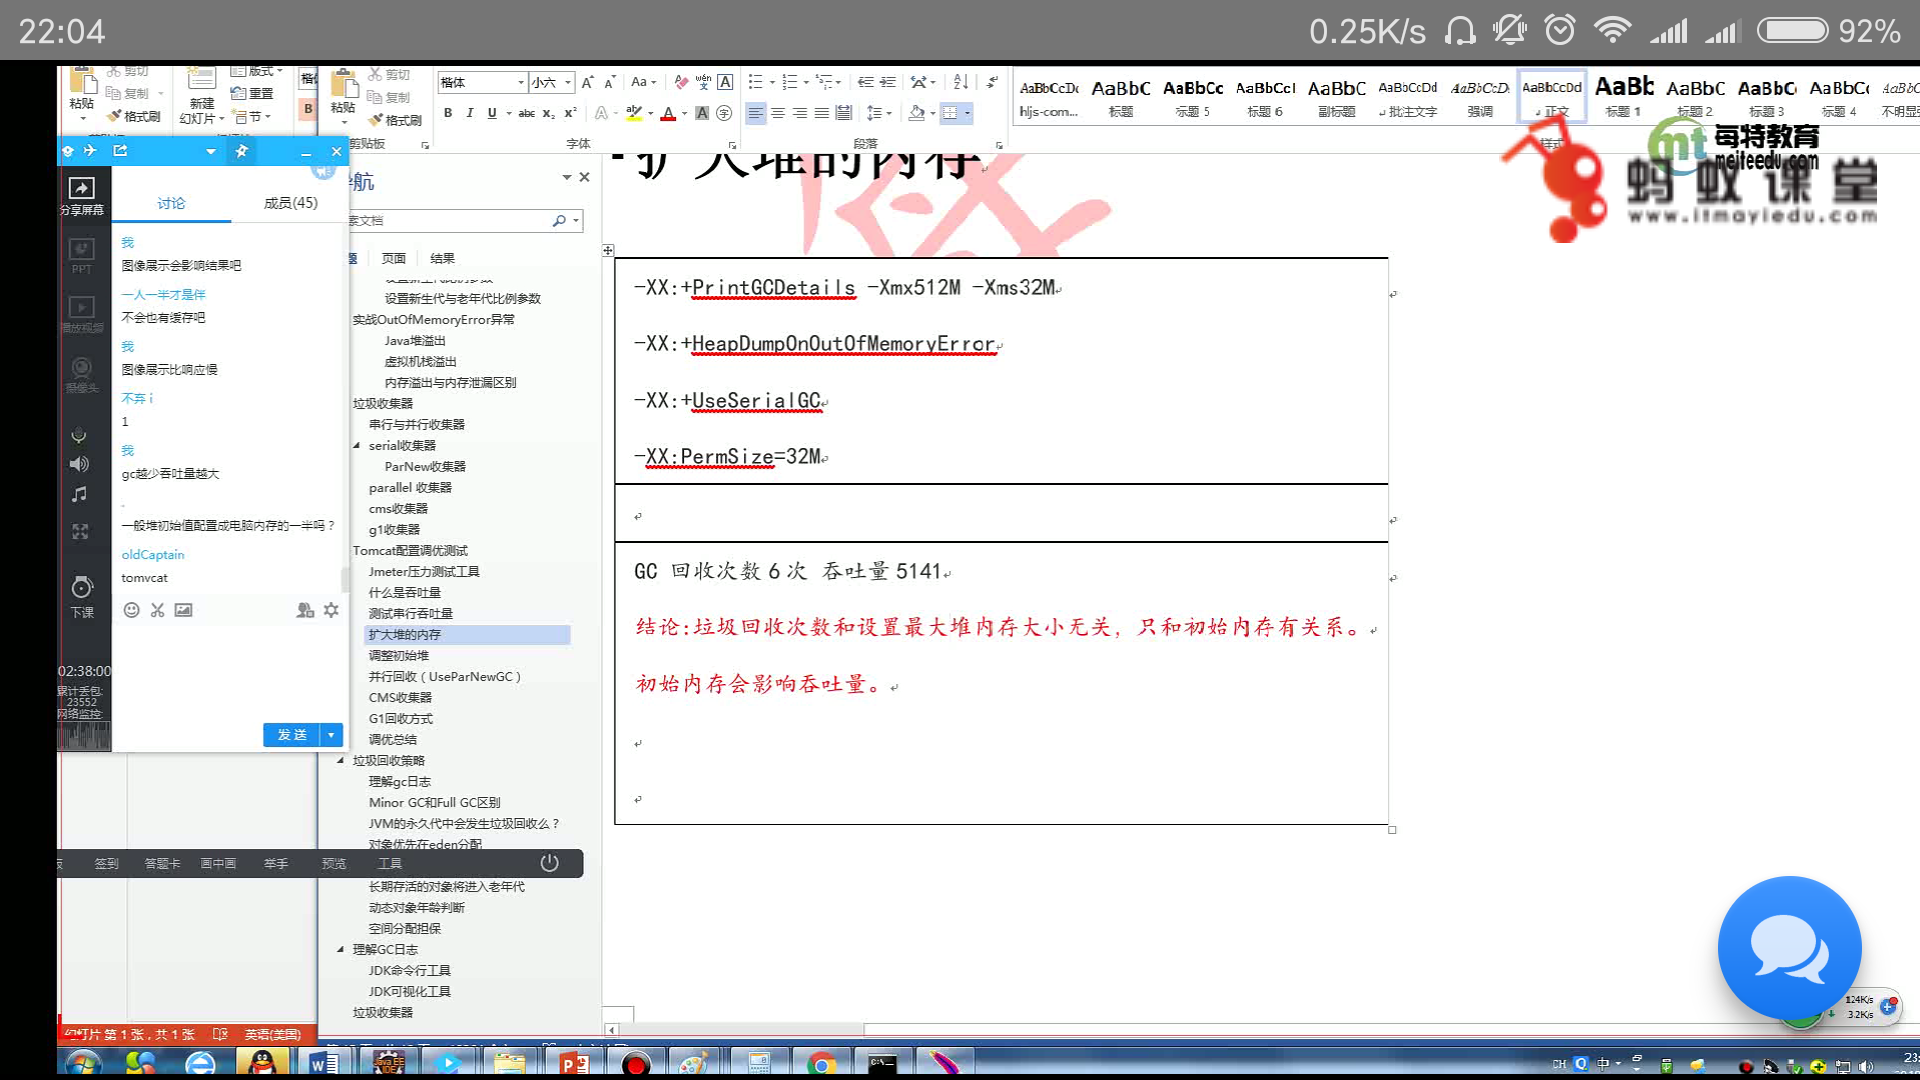 22:04
0.25K/s
92%
粘贴
剪切
复制
格式刷
新建
幻灯片
版式
重置
节
粘贴
剪切
复制
格式刷
剪贴板
楷体
小六
字体
段落
AaBbCcDc
hljs-com...
AaBbC
标题
AaBbCc
标题 5
AaBbCcI
标题 6
AaBbC
副标题
AaBbCcDd
批注文字
AaBbCcD.
强调
AaBbCcDd
正文
AaBb
标题 1
AaBbC
标题 2
AaBbCc
标题 3
AaBbCc
标题 4
样式
每特教育
meiteedu.com
蚂蚁课堂
www.itmayiedu.com
分享屏幕
PPT
播放视频
摄像头
下课
02:38:00
累计丢包:
23552
网络监控:
讨论
成员(45)
我
图像展示会影响结果吧
一人一半才是伴
不会也有缓存吧
我
图像展示比响应慢
不弃 i
1
我
gc越少吞吐量越大
一般堆初始值配置成电脑内存的一半吗？
oldCaptain
tomvcat
发送
导航
页面
结果
设置新生代与老年代比例参数
实战OutOfMemoryError异常
Java堆溢出
虚拟机栈溢出
内存溢出与内存泄漏区别
垃圾收集器
串行与并行收集器
serial收集器
ParNew收集器
parallel 收集器
cms收集器
g1收集器
Tomcat配置调优测试
Jmeter压力测试工具
什么是吞吐量
测试串行吞吐量
扩大堆的内存
调整初始堆
并行回收（UseParNewGC）
CMS收集器
G1回收方式
调优总结
垃圾回收策略
理解gc日志
Minor GC和Full GC区别
JVM的永久代中会发生垃圾回收么？
对象优先在eden分配
签到
答题卡
画中画
举手
预览
工具
长期存活的对象将进入老年代
动态对象年龄判断
空间分配担保
理解GC日志
JDK命令行工具
JDK可视化工具
垃圾收集器
扩大堆的内存
-XX:+PrintGCDetails -Xmx512M -Xms32M
-XX:+HeapDumpOnOutOfMemoryError
-XX:+UseSerialGC
-XX:PermSize=32M
GC 回收次数 6 次 吞吐量 5141
结论:垃圾回收次数和设置最大堆内存大小无关，只和初始内存有关系。
初始内存会影响吞吐量。
幻灯片 第 1 张，共 1 张
英语(美国)
124K/s
3.2K/s
CH
中